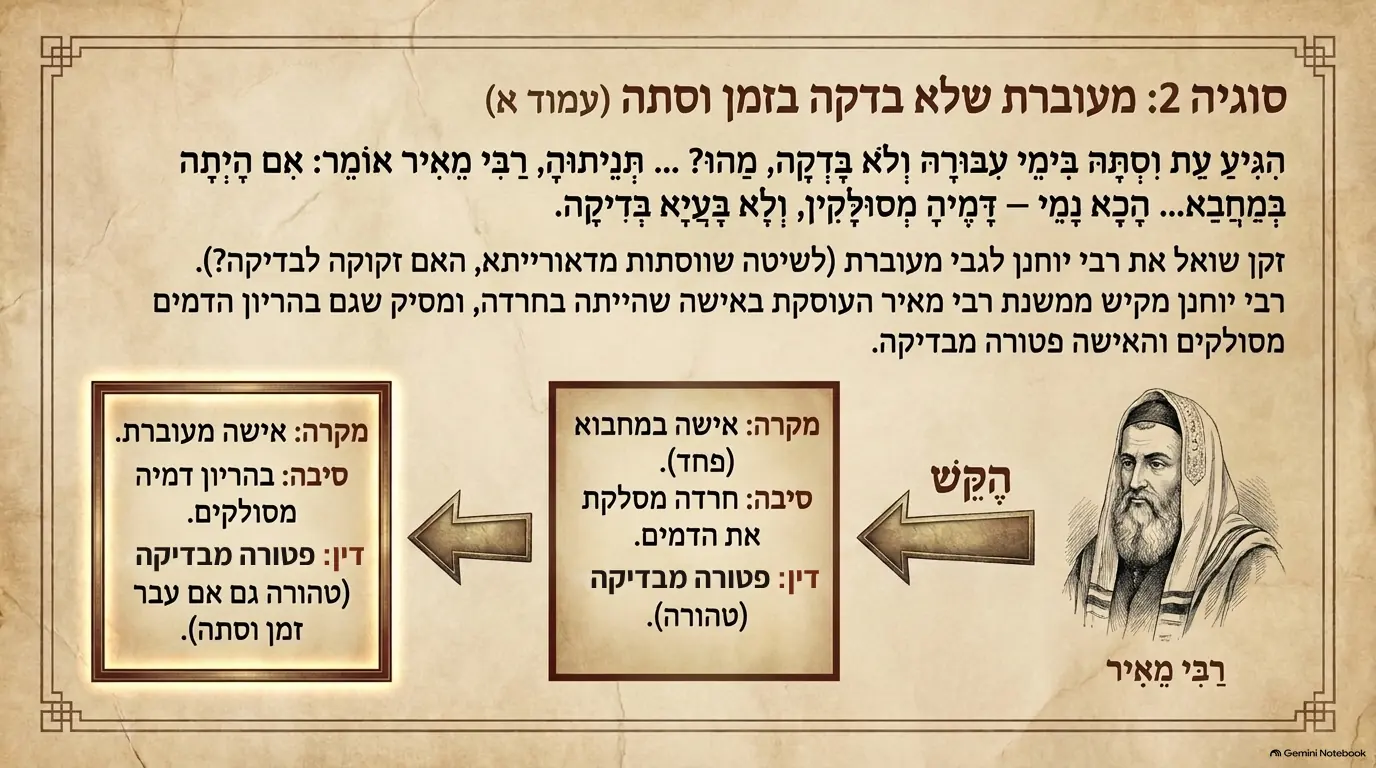 סוגיה 2: מעוברת שלא בדקה בזמן וסתה (עמוד א)
הִגִּיעַ עֵת וִסְתָּהּ בִּימֵי עִבּוּרָהּ וְלֹא בָּדְקָה, מַהוּ? ... תְּנֵיתוּהָ, רַבִּי מֵאִיר אוֹמֵר: אִם הָיְתָה
בְּמַחֲבֵא... הָכָא נָמֵי – דָּמֶיהָ מְסוּלָּקִין, וְלָא בָּעֲיָא בְּדִיקָה.
זקן שואל את רבי יוחנן לגבי מעוברת (לשיטה שווסתות מדאורייתא, האם זקוקה לבדיקה?).
רבי יוחנן מקיש ממשנת רבי מאיר העוסקת באישה שהייתה בחרדה, ומסיק שגם בהריון הדמים
מסולקים והאישה פטורה מבדיקה.
הֶקֵּשׁ
רַבִּי מֵאִיר
מקרה: אישה במחבוא
(פחד).
סיבה: חרדה מסלקת
את הדמים.
דין: פטורה מבדיקה
(טהורה).
מקרה: אישה מעוברת.
סיבה: בהריון דמיה
מסולקים.
דין: פטורה מבדיקה
(טהורה גם אם עבר
זמן וסתה).
Gemini Notebook